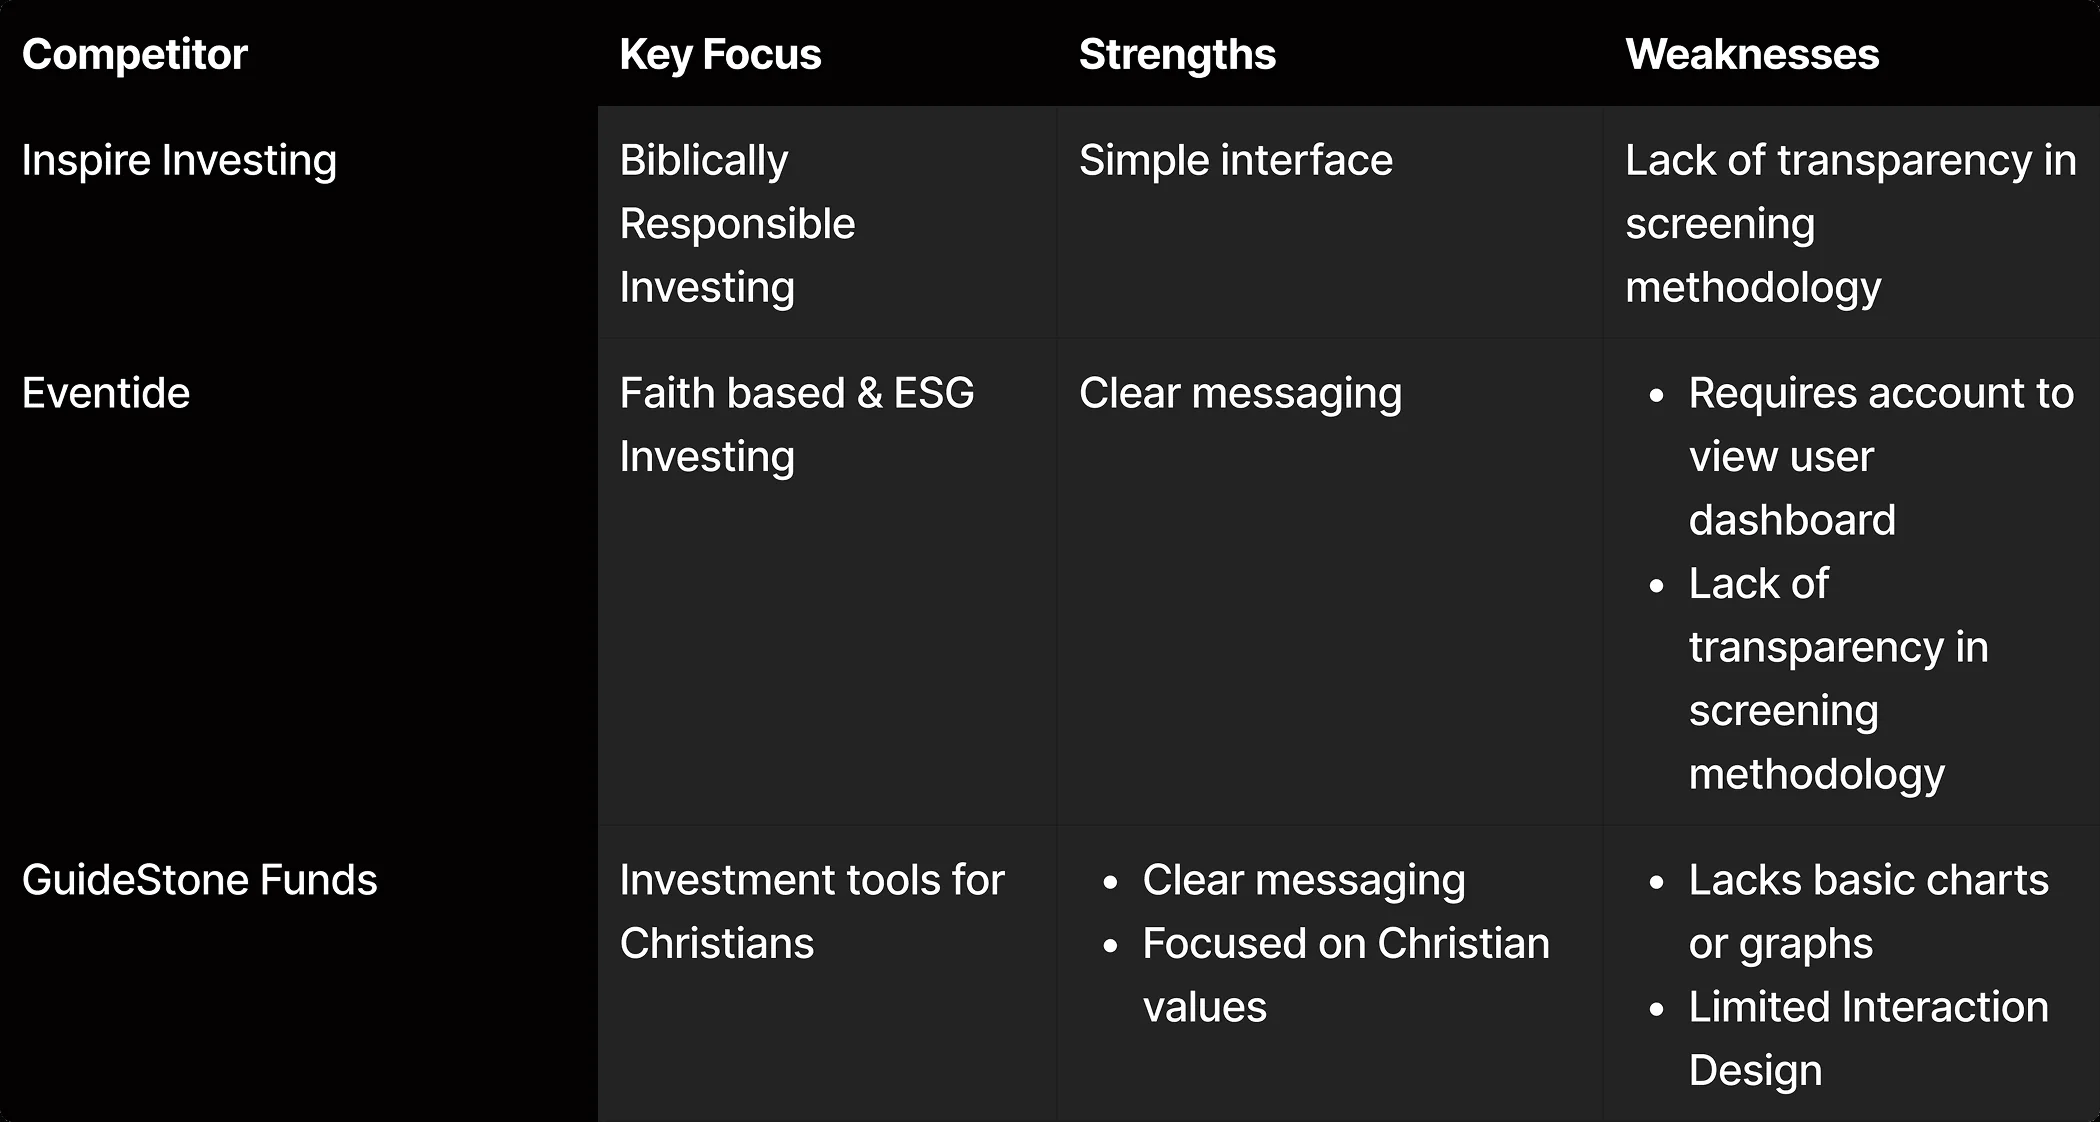 Competitor Key Focus Strengths Weaknesses
Inspire Investing
Biblically
Responsible
Investing
Simple interface
Lack of transparency in
screening
methodology
Eventide
Faith based & ESG
Investing
Clear messaging
• Requires account to
view user
dashboard
• Lack of
transparency in
screening
methodology
GuideStone Funds
Investment tools for
Christians
• Clear messaging
• Focused on Christian
values
• Lacks basic charts
or graphs
• Limited Interaction
Design